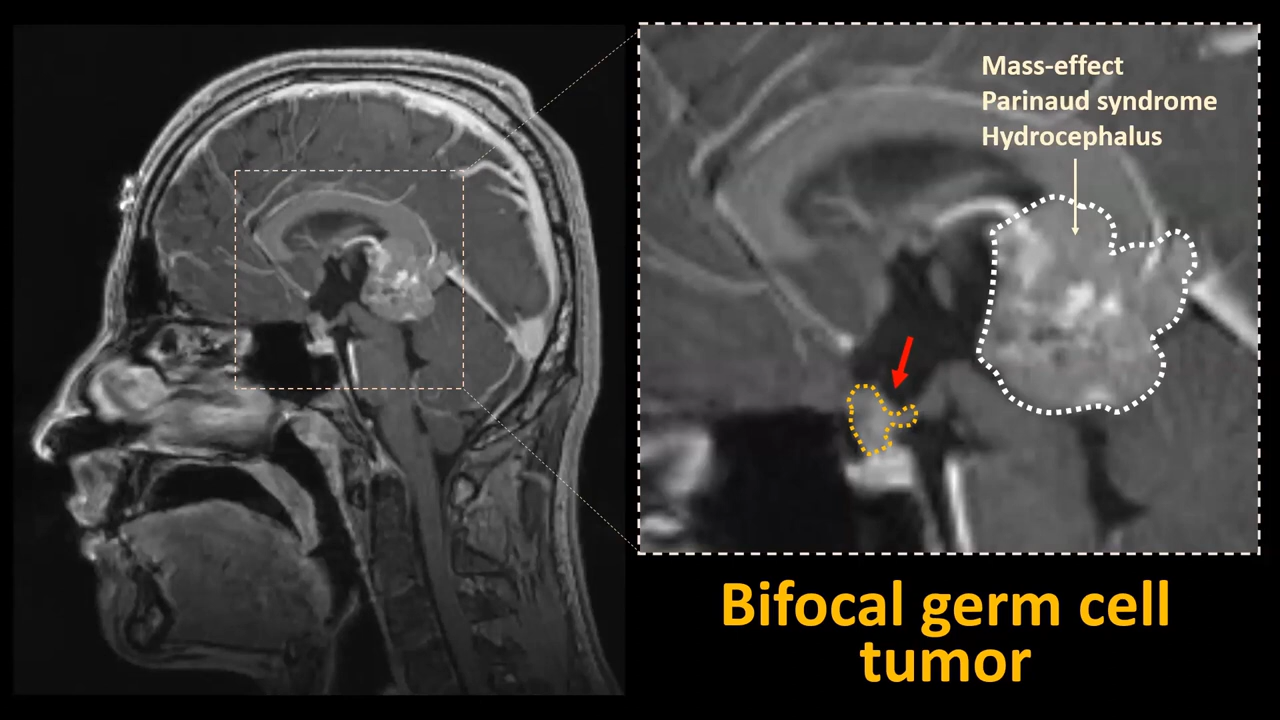 Mass-effect
Parinaud syndrome
Hydrocephalus
Bifocal germ cell
tumor